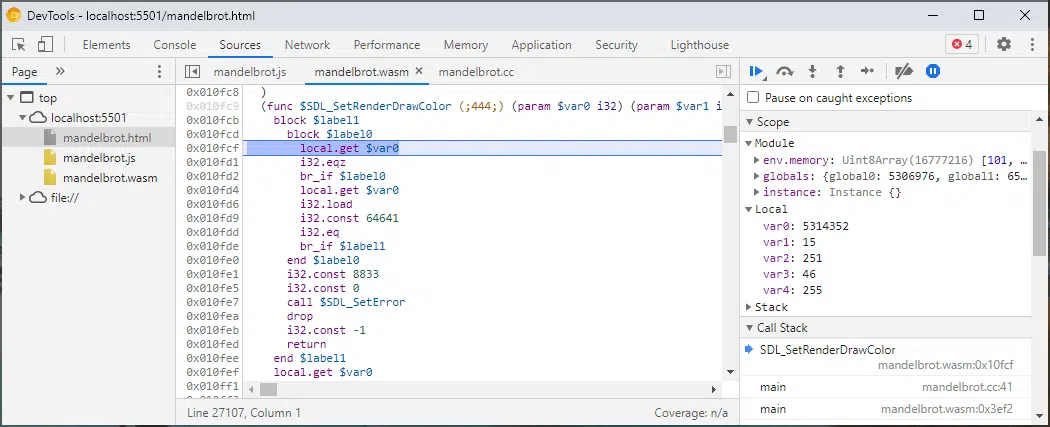 DevTools - localhost:5501/mandelbrot.html
Elements Console Sources Network Performance Memory Application Security Lighthouse 4
Page »
top
localhost:5501
mandelbrot.html
mandelbrot.js
mandelbrot.wasm
file://
mandelbrot.js mandelbrot.wasm × mandelbrot.cc
0x010fc8 )
0x010fc9 (func $SDL_SetRenderDrawColor (;444;) (param $var0 i32) (param $var1 i
0x010fcb block $label1
0x010fcd block $label0
0x010fcf local.get $var0
0x010fd1 i32.eqz
0x010fd2 br_if $label0
0x010fd4 local.get $var0
0x010fd6 i32.load
0x010fd9 i32.const 64641
0x010fdd i32.eq
0x010fde br_if $label1
0x010fe0 end $label0
0x010fe1 i32.const 8833
0x010fe5 i32.const 0
0x010fe7 call $SDL_SetError
0x010fea drop
0x010feb i32.const -1
0x010fed return
0x010fee end $label1
0x010fef local.get $var0
0x010ff1
Line 27107, Column 1 Coverage: n/a
Pause on caught exceptions
Scope
Module
env.memory: Uint8Array(16777216) [101, …
globals: {global0: 5306976, global1: 65…
instance: Instance {}
Local
var0: 5314352
var1: 15
var2: 251
var3: 46
var4: 255
Stack
Call Stack
SDL_SetRenderDrawColor
mandelbrot.wasm:0x10fcf
main mandelbrot.cc:41
main mandelbrot.wasm:0x3ef2